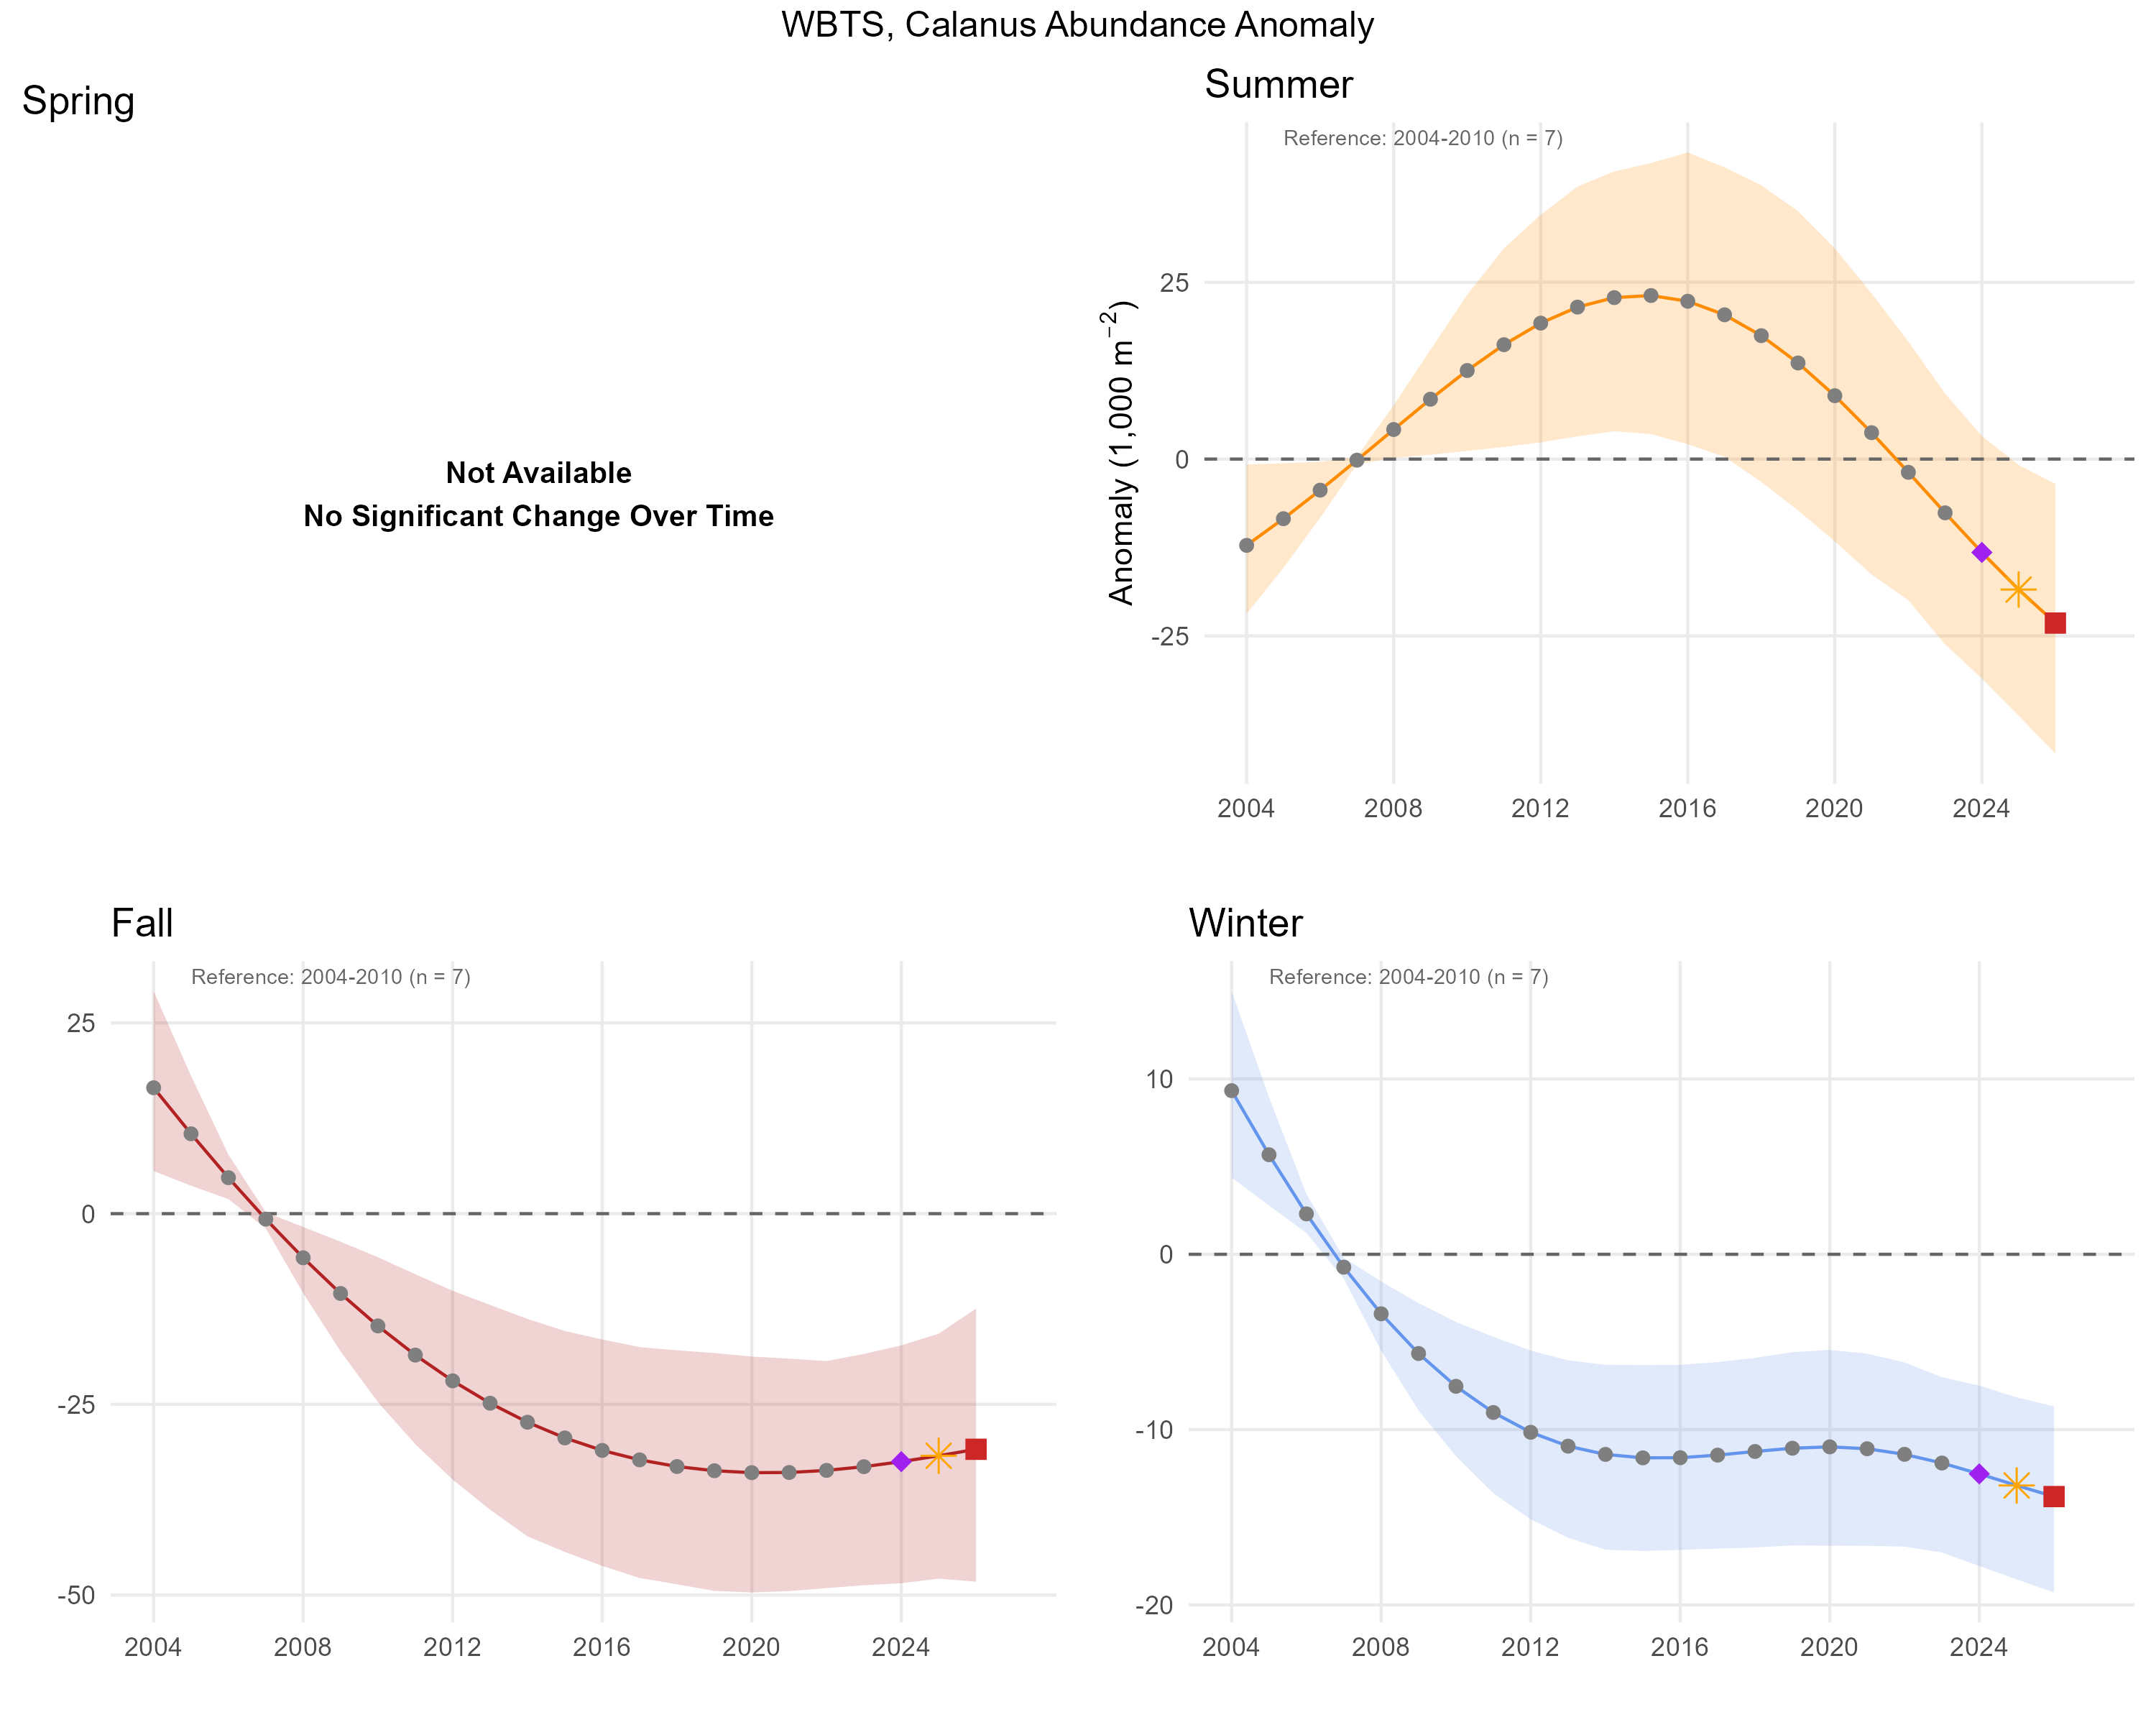 WBTS, Calanus Abundance Anomaly
Spring
Not Available
No Significant Change Over Time
Summer
Reference: 2004-2010 (n = 7)
Anomaly (1,000 m⁻²)
25
0
-25
2004 2008 2012 2016 2020 2024
Fall
Reference: 2004-2010 (n = 7)
25
0
-25
-50
2004 2008 2012 2016 2020 2024
Winter
Reference: 2004-2010 (n = 7)
10
0
-10
-20
2004 2008 2012 2016 2020 2024